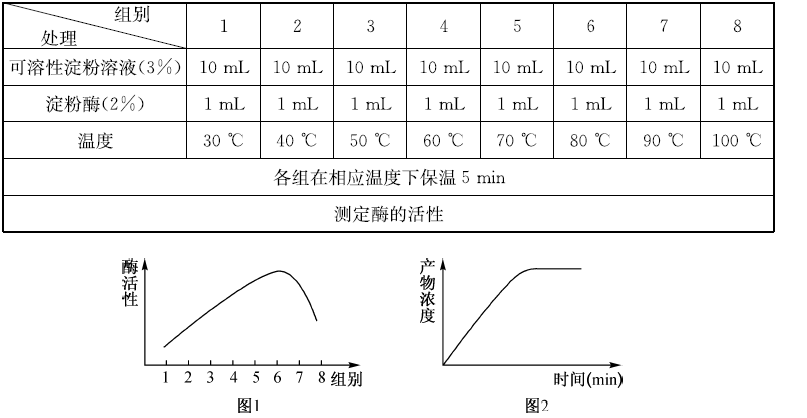 组别 1 2 3 4 5 6 7 8
处理
可溶性淀粉溶液(3%) 10 mL 10 mL 10 mL 10 mL 10 mL 10 mL 10 mL 10 mL
淀粉酶(2%) 1 mL 1 mL 1 mL 1 mL 1 mL 1 mL 1 mL 1 mL
温度 30 ℃ 40 ℃ 50 ℃ 60 ℃ 70 ℃ 80 ℃ 90 ℃ 100 ℃
各组在相应温度下保温 5 min
测定酶的活性
酶活性
1 2 3 4 5 6 7 8 组别
图1
产物浓度
时间(min)
图2